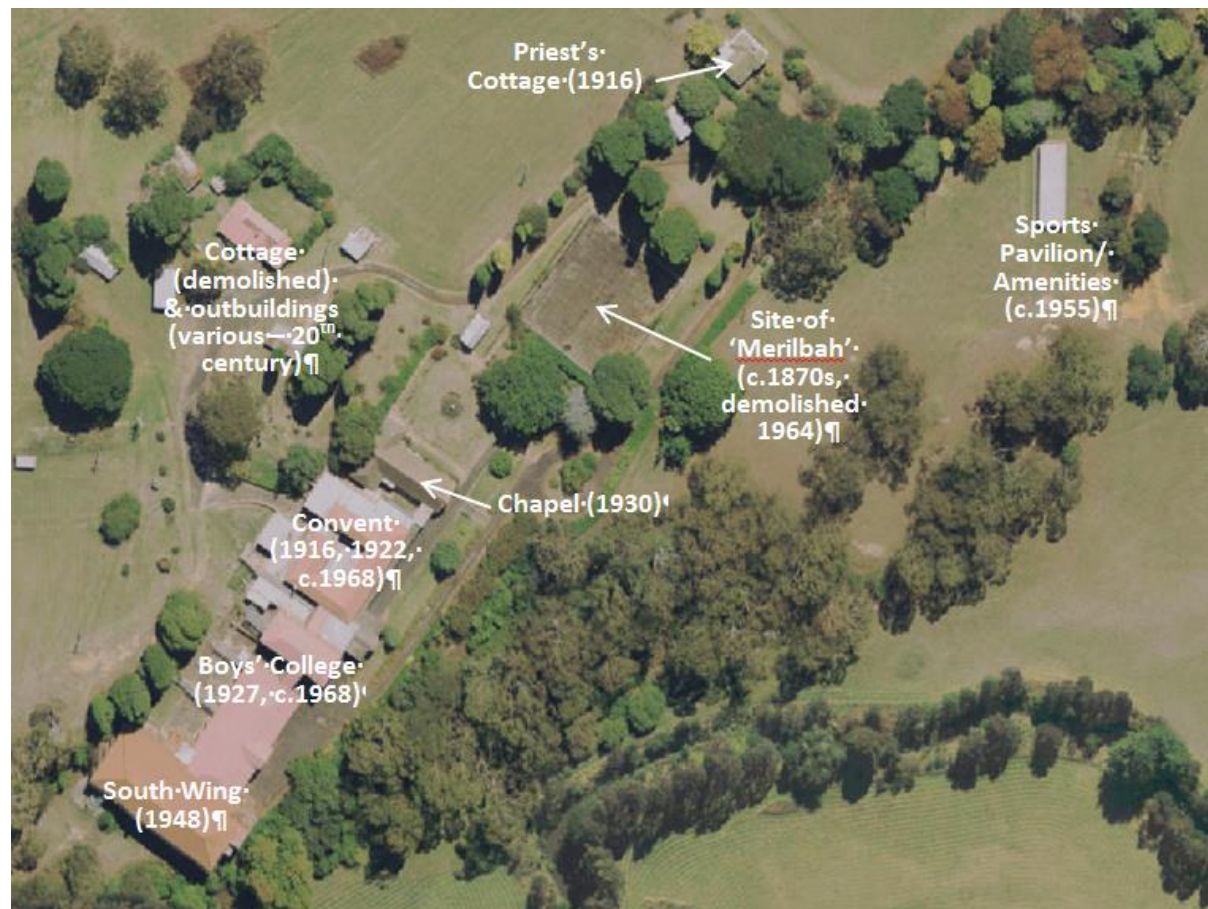 Priest’s·
Cottage·(1916)
Sports·
Pavilion/·
Amenities·
(c.1955)¶
Cottage·
(demolished)·
&·outbuildings
(various—·20th·
century)¶
Site·of·
‘Merilbah’·
(c.1870s,·
demolished·
1964)¶
Chapel·(1930)¶
Convent·
(1916,·1922,·
c.1968)¶
Boys’·College·
(1927,·c.1968)¶
South·Wing·
(1948)¶